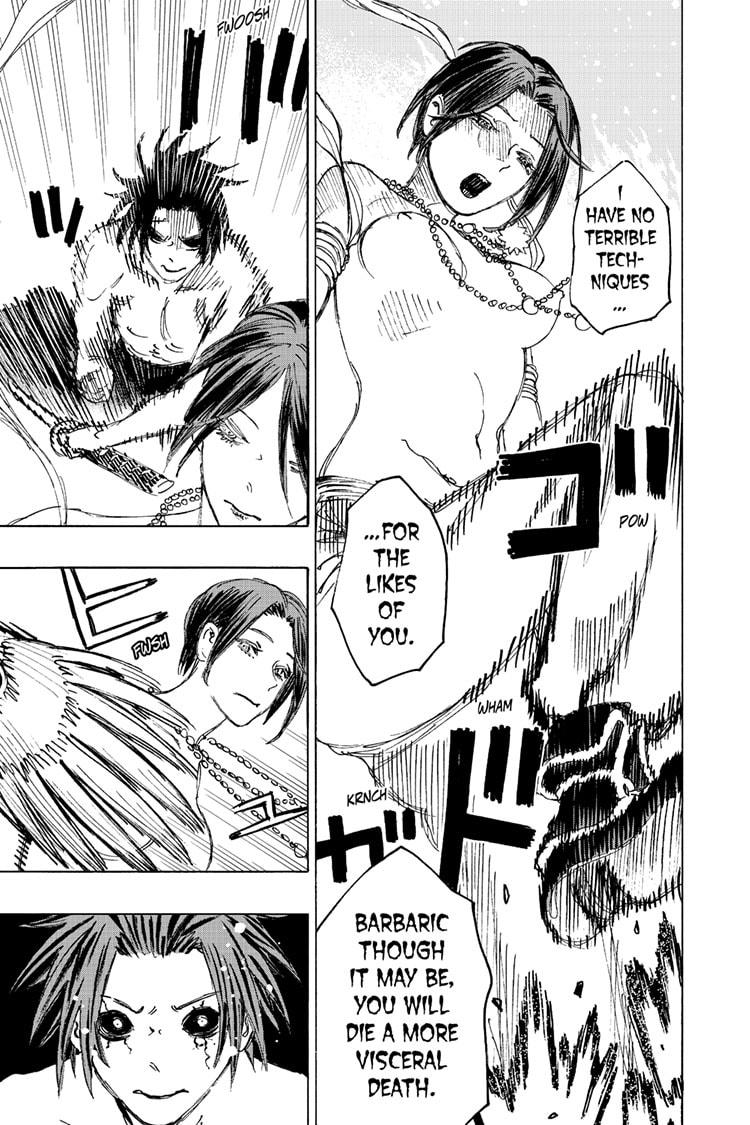 I
HAVE NO
TERRIBLE
TECH-
NIQUES
...
ゴ
POW
...FOR
THE
LIKES
OF
YOU.
WHAM
ド
KRNCH
ガ
BARBARIC
THOUGH
IT MAY BE,
YOU WILL
DIE A MORE
VISCERAL
DEATH.
FWOOSH
FWSH
ヒ